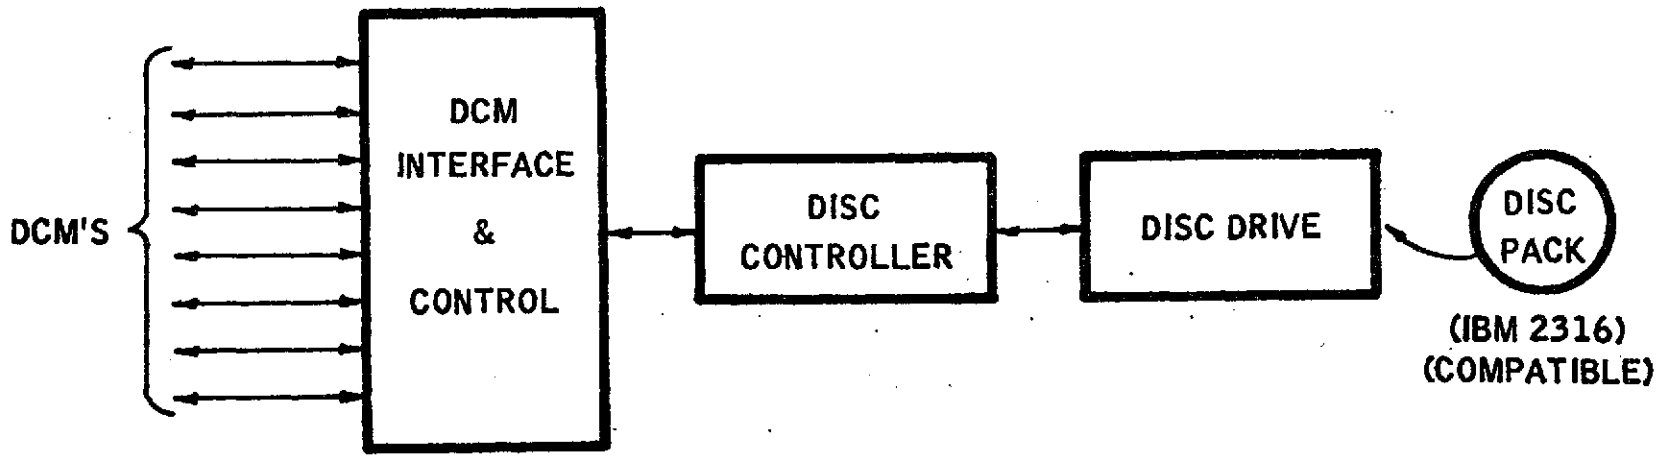 DCM'S
DCM
INTERFACE
&
CONTROL
DISC
CONTROLLER
DISC DRIVE
DISC
PACK
(IBM 2316)
(COMPATIBLE)